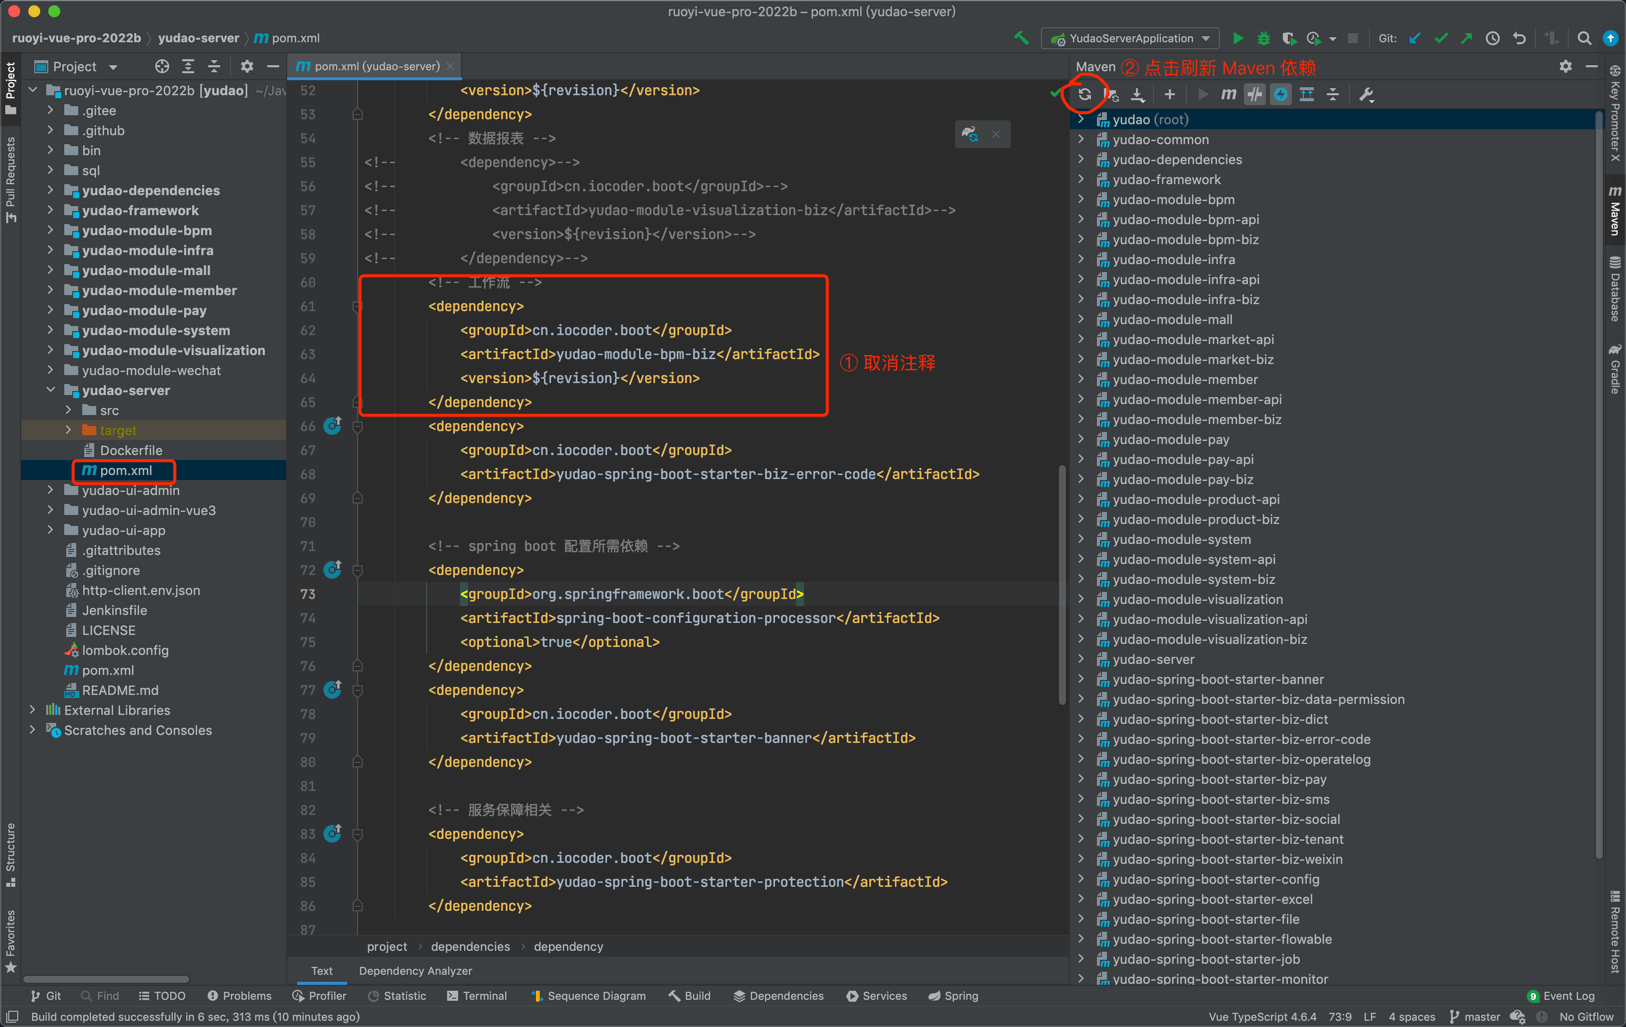 ruoyi-vue-pro-2022b – pom.xml (yudao-server)
ruoyi-vue-pro-2022b
yudao-server
pom.xml
YudaoServerApplication
Git:
Project
pom.xml (yudao-server)
Maven
② 点击刷新 Maven 依赖
Project
Pull Requests
Structure
Favorites
ruoyi-vue-pro-2022b [yudao] ~/Jav
.gitee
.github
bin
sql
yudao-dependencies
yudao-framework
yudao-module-bpm
yudao-module-infra
yudao-module-mall
yudao-module-member
yudao-module-pay
yudao-module-system
yudao-module-visualization
yudao-module-wechat
yudao-server
src
target
Dockerfile
pom.xml
yudao-ui-admin
yudao-ui-admin-vue3
yudao-ui-app
.gitattributes
.gitignore
http-client.env.json
Jenkinsfile
LICENSE
lombok.config
pom.xml
README.md
External Libraries
Scratches and Consoles
52 <version>${revision}</version>
53 </dependency>
54 <!-- 数据报表 -->
55 <!-- <dependency>-->
56 <!-- <groupId>cn.iocoder.boot</groupId>-->
57 <!-- <artifactId>yudao-module-visualization-biz</artifactId>-->
58 <!-- <version>${revision}</version>-->
59 <!-- </dependency>-->
60 <!-- 工作流 -->
61 <dependency>
62 <groupId>cn.iocoder.boot</groupId>
63 <artifactId>yudao-module-bpm-biz</artifactId>
① 取消注释
64 <version>${revision}</version>
65 </dependency>
66 <dependency>
67 <groupId>cn.iocoder.boot</groupId>
68 <artifactId>yudao-spring-boot-starter-biz-error-code</artifactId>
69 </dependency>
70
71 <!-- spring boot 配置所需依赖 -->
72 <dependency>
73 <groupId>org.springframework.boot</groupId>
74 <artifactId>spring-boot-configuration-processor</artifactId>
75 <optional>true</optional>
76 </dependency>
77 <dependency>
78 <groupId>cn.iocoder.boot</groupId>
79 <artifactId>yudao-spring-boot-starter-banner</artifactId>
80 </dependency>
81
82 <!-- 服务保障相关 -->
83 <dependency>
84 <groupId>cn.iocoder.boot</groupId>
85 <artifactId>yudao-spring-boot-starter-protection</artifactId>
86 </dependency>
87
project › dependencies › dependency
Text
Dependency Analyzer
yudao (root)
yudao-common
yudao-dependencies
yudao-framework
yudao-module-bpm
yudao-module-bpm-api
yudao-module-bpm-biz
yudao-module-infra
yudao-module-infra-api
yudao-module-infra-biz
yudao-module-mall
yudao-module-market-api
yudao-module-market-biz
yudao-module-member
yudao-module-member-api
yudao-module-member-biz
yudao-module-pay
yudao-module-pay-api
yudao-module-pay-biz
yudao-module-product-api
yudao-module-product-biz
yudao-module-system
yudao-module-system-api
yudao-module-system-biz
yudao-module-visualization
yudao-module-visualization-api
yudao-module-visualization-biz
yudao-server
yudao-spring-boot-starter-banner
yudao-spring-boot-starter-biz-data-permission
yudao-spring-boot-starter-biz-dict
yudao-spring-boot-starter-biz-error-code
yudao-spring-boot-starter-biz-operatelog
yudao-spring-boot-starter-biz-pay
yudao-spring-boot-starter-biz-sms
yudao-spring-boot-starter-biz-social
yudao-spring-boot-starter-biz-tenant
yudao-spring-boot-starter-biz-weixin
yudao-spring-boot-starter-config
yudao-spring-boot-starter-excel
yudao-spring-boot-starter-file
yudao-spring-boot-starter-flowable
yudao-spring-boot-starter-job
yudao-spring-boot-starter-monitor
Key Promoter X
Maven
Database
Gradle
Remote Host
Git Find TODO Problems Profiler Statistic Terminal Sequence Diagram Build Dependencies Services Spring 9 Event Log
Build completed successfully in 6 sec, 313 ms (10 minutes ago) Vue TypeScript 4.6.4 73:9 LF 4 spaces master No Gitflow